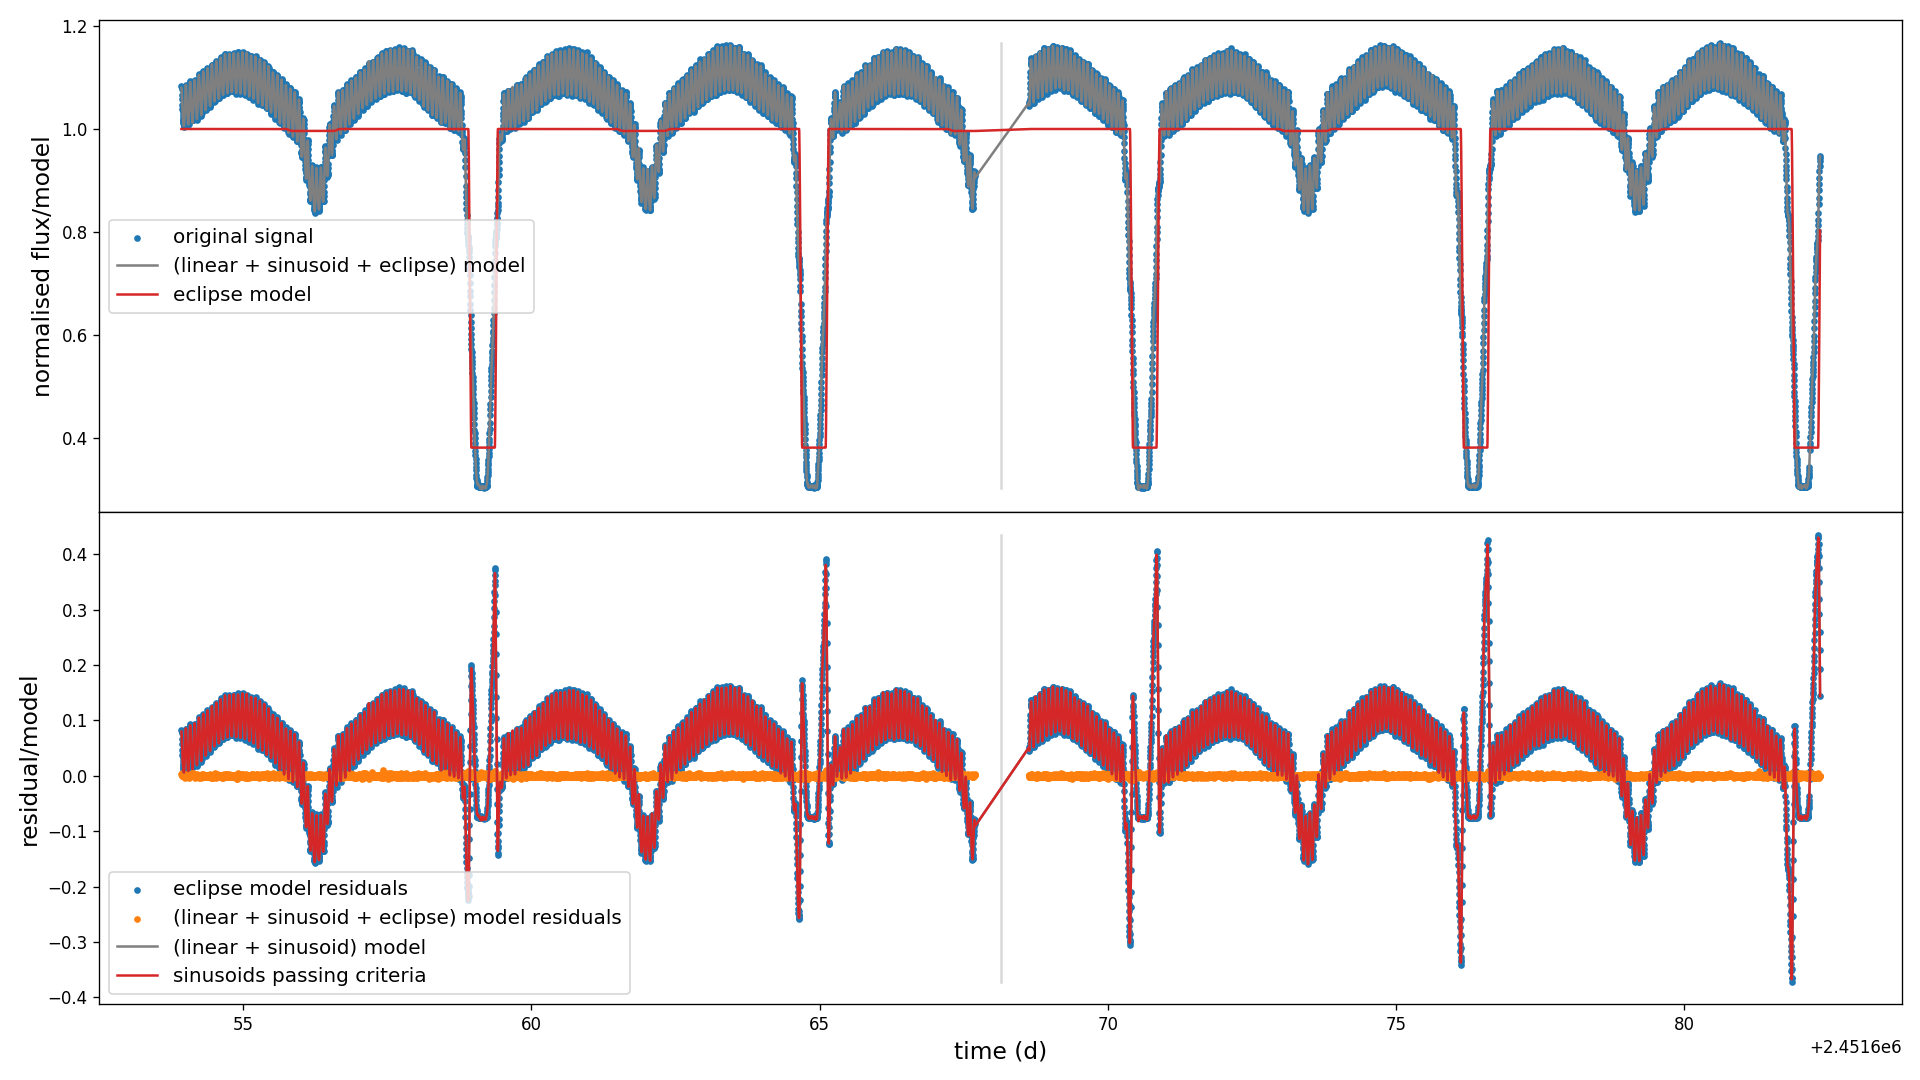 1.2
1.0
0.8
0.6
0.4
normalised flux/model
original signal
(linear + sinusoid + eclipse) model
eclipse model
0.4
0.3
0.2
0.1
0.0
−0.1
−0.2
−0.3
−0.4
residual/model
eclipse model residuals
(linear + sinusoid + eclipse) model residuals
(linear + sinusoid) model
sinusoids passing criteria
55
60
65
70
75
80
time (d)
+2.4516e6